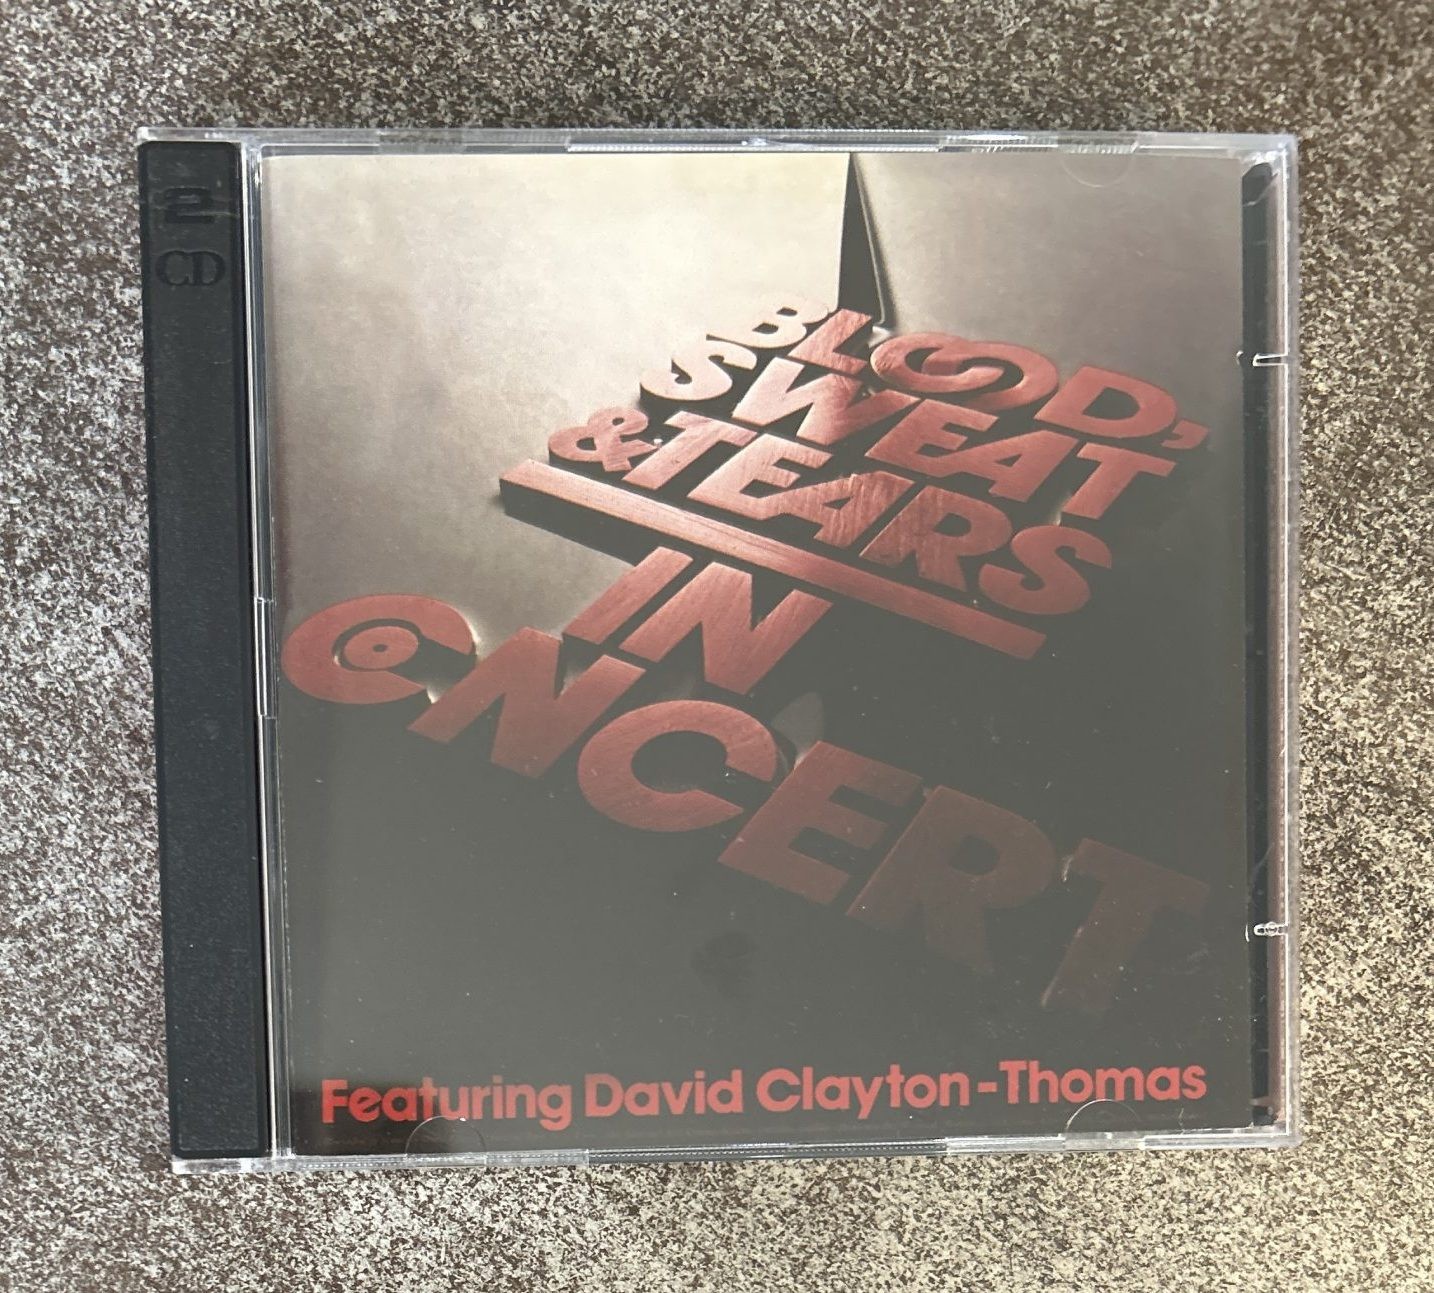 2
CD
BLOOD,
SWEAT
& TEARS
IN
CONCERT
Featuring David Clayton-Thomas